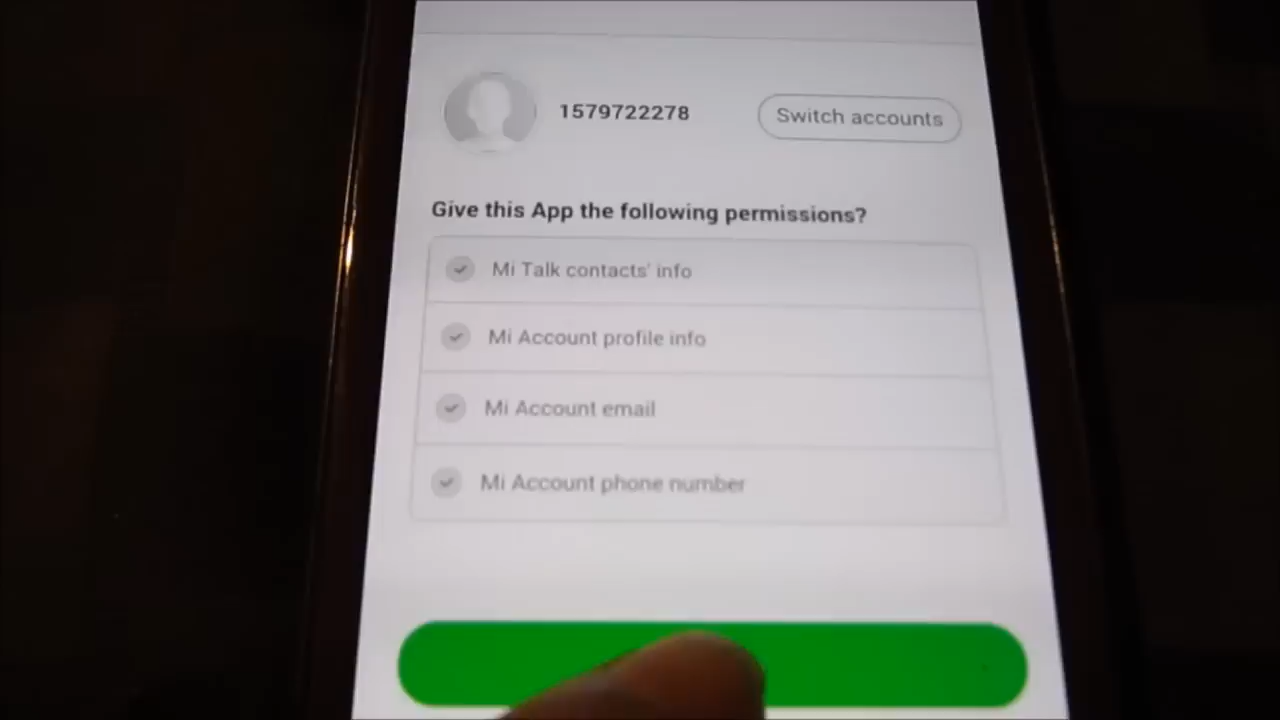 1579722278
Switch accounts
Give this App the following permissions?
Mi Talk contacts' info
Mi Account profile info
Mi Account email
Mi Account phone number